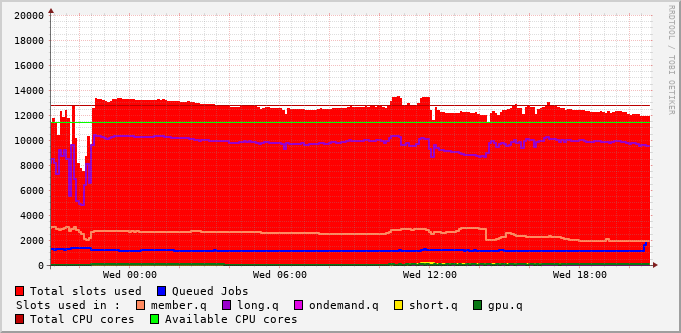 RRDTOOL / TOBI OETIKER
20000
18000
16000
14000
12000
10000
8000
6000
4000
2000
0
Wed 00:00 Wed 06:00 Wed 12:00 Wed 18:00
Total slots used Queued Jobs
Slots used in : member.q long.q ondemand.q short.q gpu.q
Total CPU cores Available CPU cores